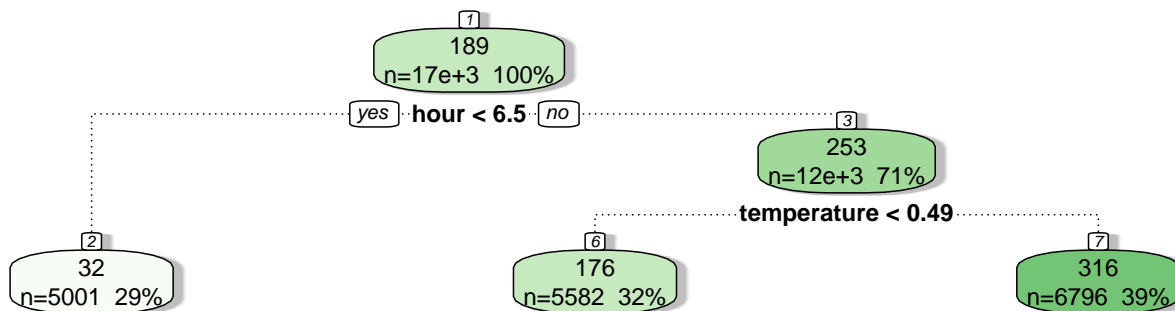 1
189
n=17e+3 100%
yes hour < 6.5 no
3
253
n=12e+3 71%
temperature < 0.49
2
32
n=5001 29%
6
176
n=5582 32%
7
316
n=6796 39%